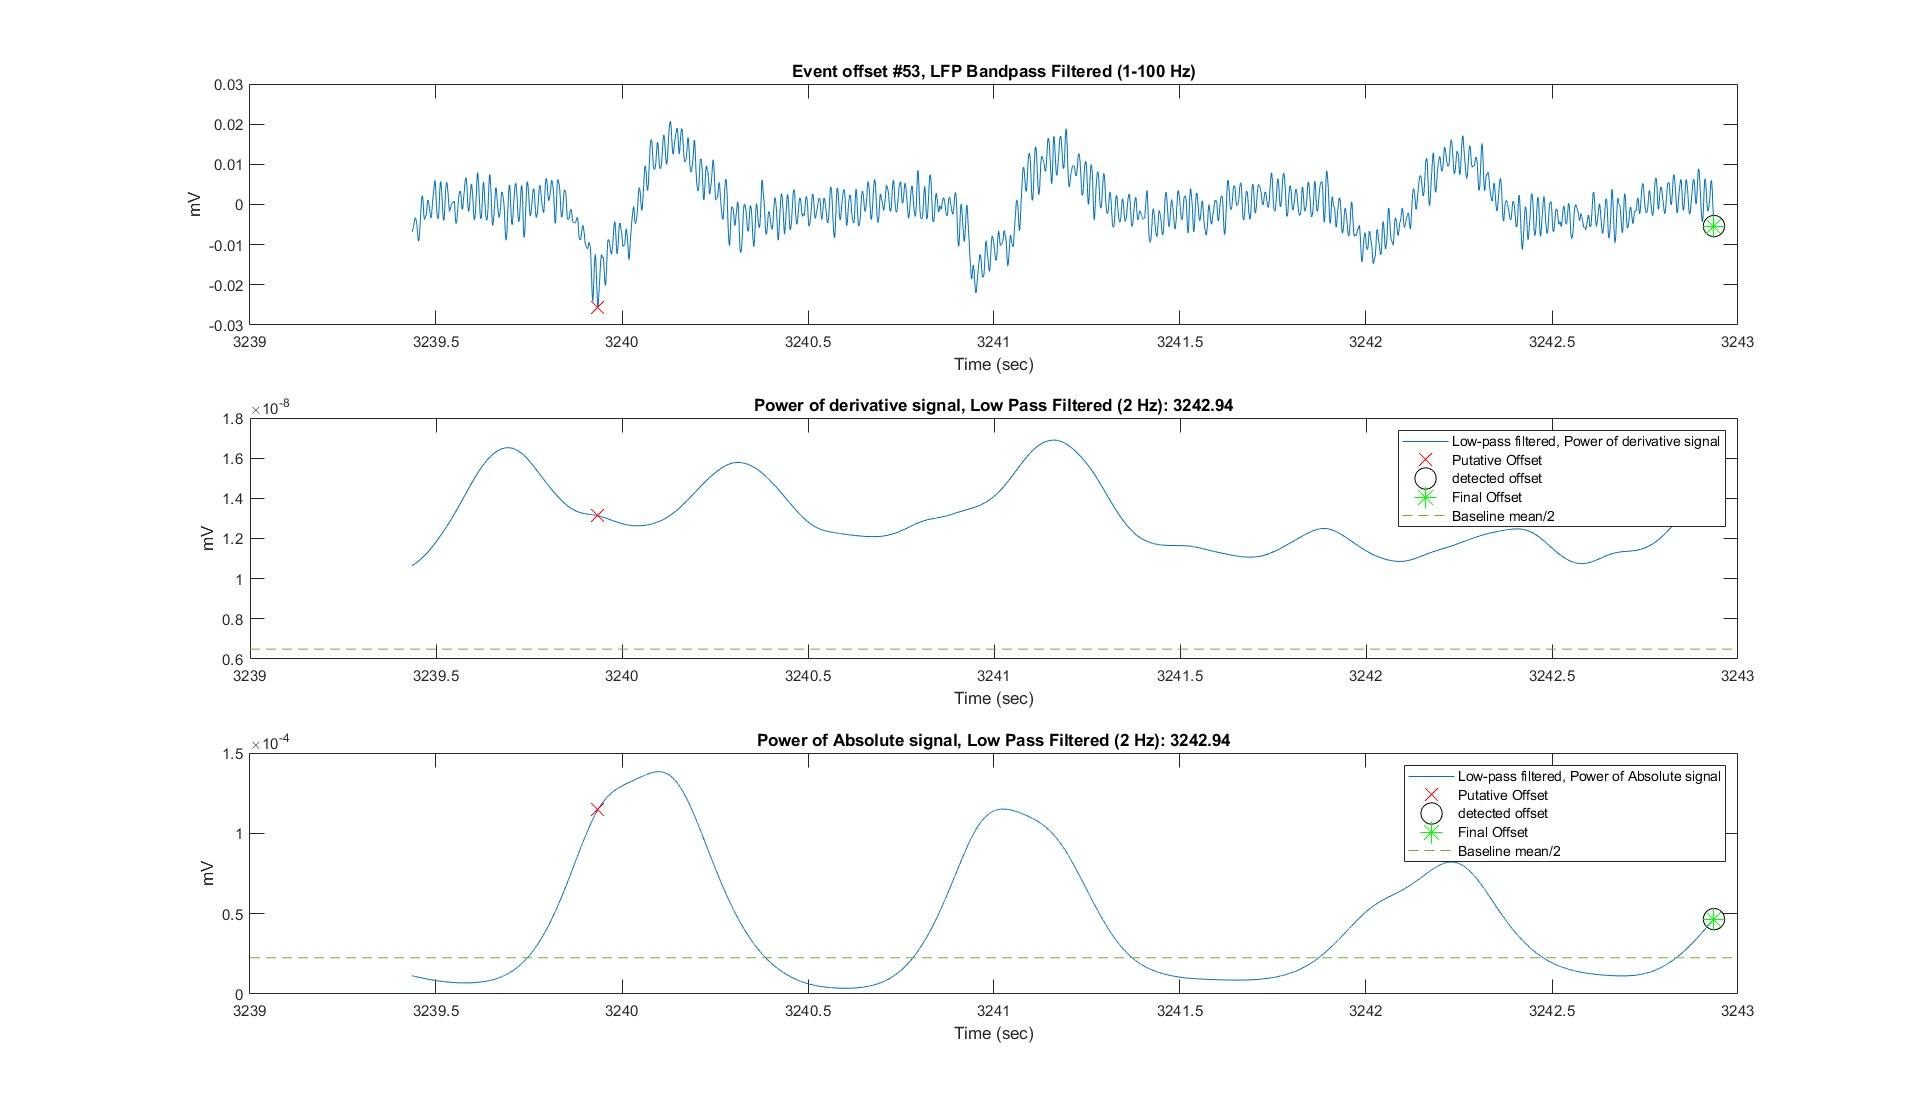 Event offset #53, LFP Bandpass Filtered (1-100 Hz)
0.03
0.02
0.01
0
-0.01
-0.02
-0.03
mV
3239 3239.5 3240 3240.5 3241 3241.5 3242 3242.5 3243
Time (sec)
Power of derivative signal, Low Pass Filtered (2 Hz): 3242.94
×10^-8
1.8
1.6
1.4
1.2
1
0.8
0.6
mV
Low-pass filtered, Power of derivative signal
Putative Offset
detected offset
Final Offset
Baseline mean/2
3239 3239.5 3240 3240.5 3241 3241.5 3242 3242.5 3243
Time (sec)
Power of Absolute signal, Low Pass Filtered (2 Hz): 3242.94
×10^-4
1.5
1
0.5
0
mV
Low-pass filtered, Power of Absolute signal
Putative Offset
detected offset
Final Offset
Baseline mean/2
3239 3239.5 3240 3240.5 3241 3241.5 3242 3242.5 3243
Time (sec)